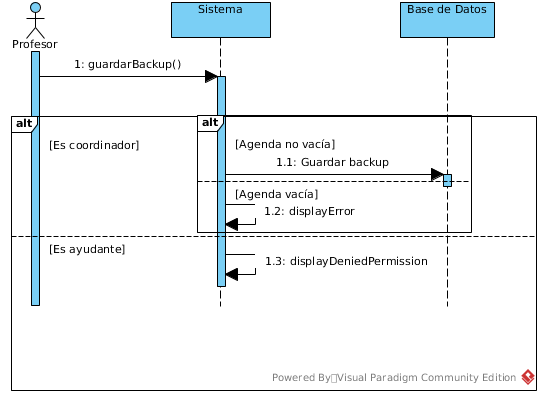 Sistema
Base de Datos
Profesor
1: guardarBackup()
alt
alt
[Es coordinador]
[Agenda no vacía]
1.1: Guardar backup
[Agenda vacía]
1.2: displayError
[Es ayudante]
1.3: displayDeniedPermission
Powered By Visual Paradigm Community Edition